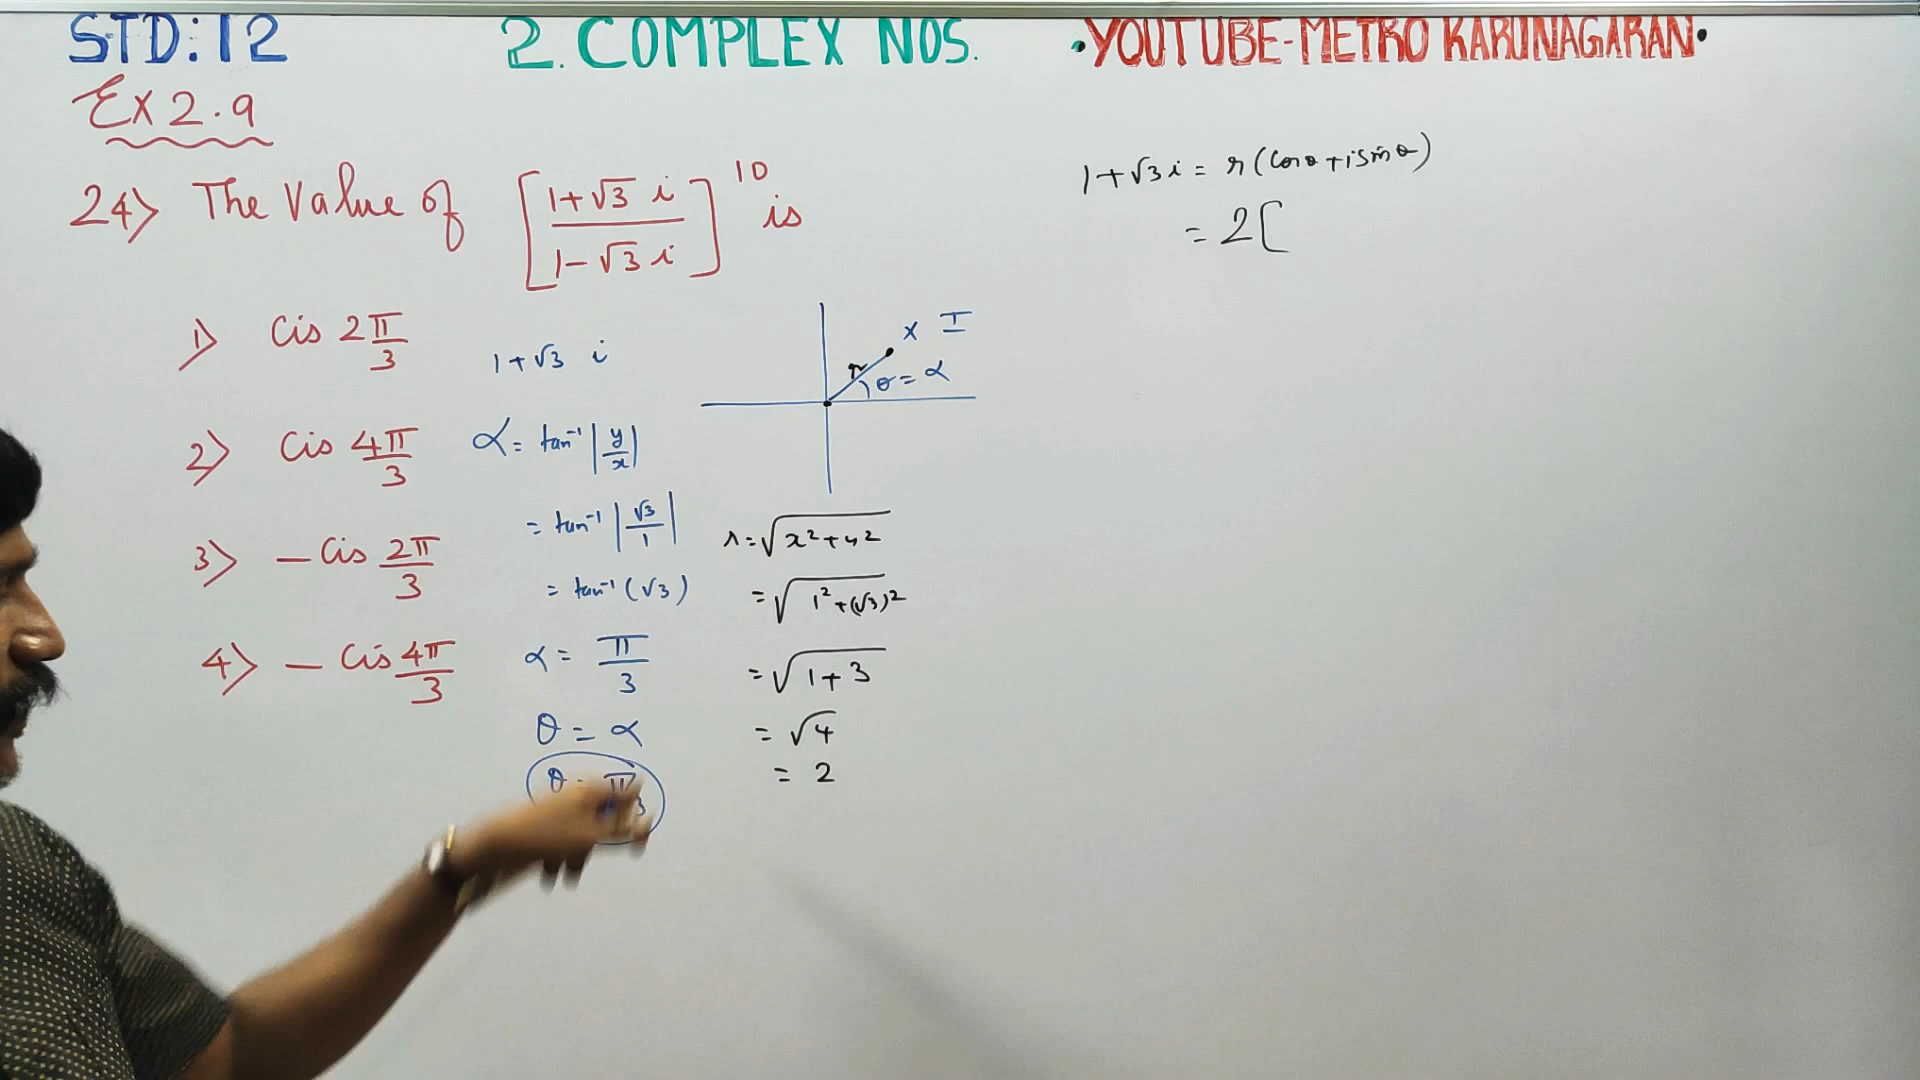 STD:12 2. COMPLEX NOS. •YOUTUBE-METRO KARUNAGARAN•
Ex 2.9
24) The Value of [(1+√3 i)/(1-√3 i)]^10 is
1) Cis 2π/3
2) Cis 4π/3
3) - Cis 2π/3
4) - Cis 4π/3
1+√3 i
α = tan⁻¹ |y/x|
= tan⁻¹ |√3/1|
= tan⁻¹ (√3)
α = π/3
θ = α
θ = π/3
x I
r θ = α
r = √(x²+y²)
= √(1²+(√3)²)
= √(1+3)
= √4
= 2
1+√3 i = r (Cosθ + i sinθ)
= 2 [